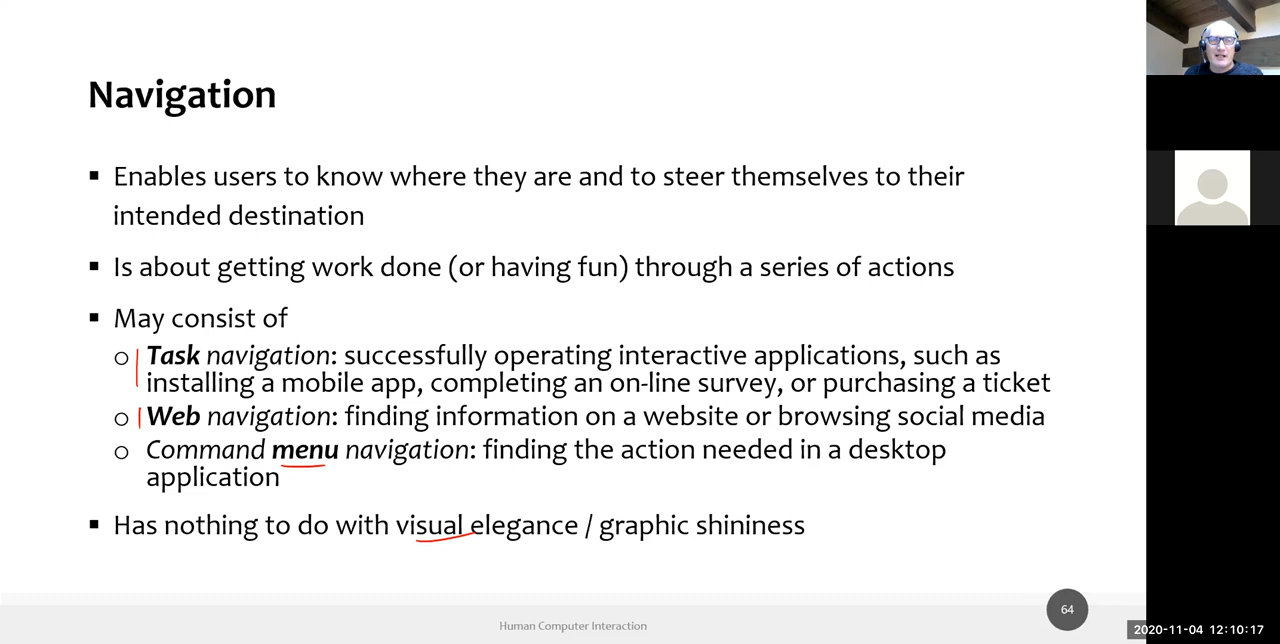 Navigation
▪ Enables users to know where they are and to steer themselves to their
intended destination
▪ Is about getting work done (or having fun) through a series of actions
▪ May consist of
o Task navigation: successfully operating interactive applications, such as
installing a mobile app, completing an on-line survey, or purchasing a ticket
o Web navigation: finding information on a website or browsing social media
o Command menu navigation: finding the action needed in a desktop
application
▪ Has nothing to do with visual elegance / graphic shininess
64
Human Computer Interaction
2020-11-04 12:10:17